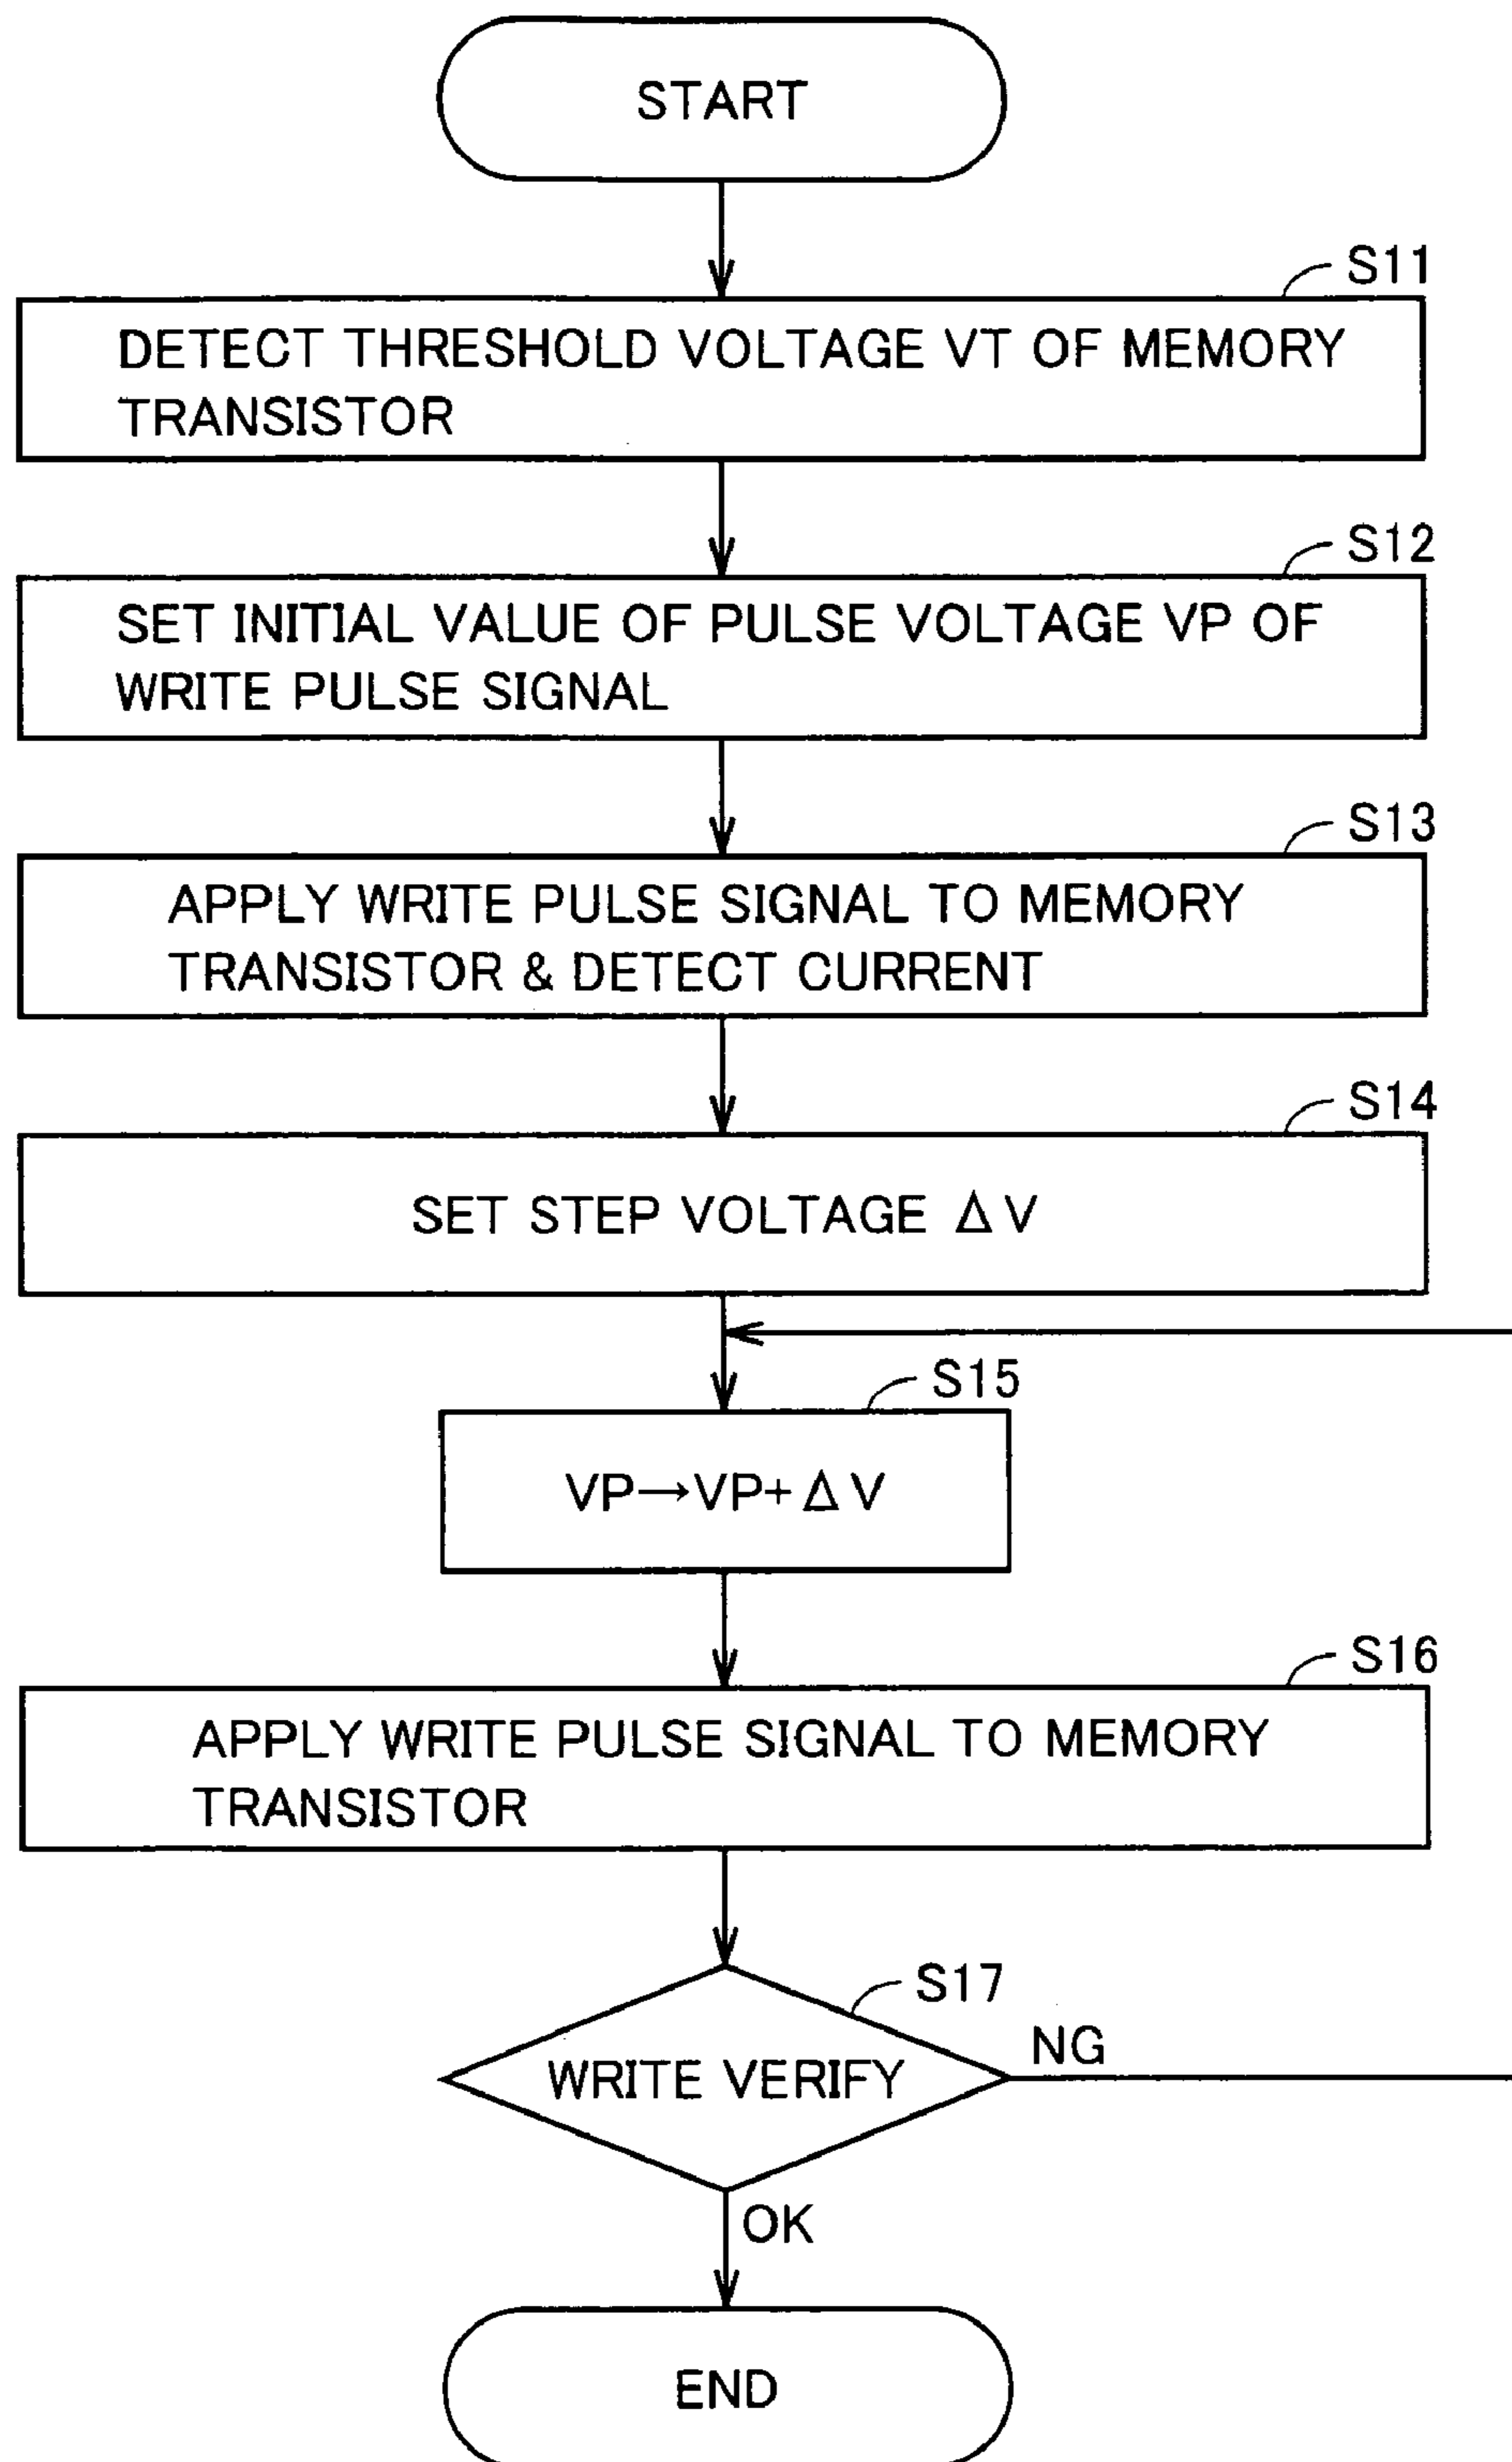 START
S11
DETECT THRESHOLD VOLTAGE VT OF MEMORY
TRANSISTOR
S12
SET INITIAL VALUE OF PULSE VOLTAGE VP OF
WRITE PULSE SIGNAL
S13
APPLY WRITE PULSE SIGNAL TO MEMORY
TRANSISTOR & DETECT CURRENT
S14
SET STEP VOLTAGE Δ V
S15
VP→VP+ Δ V
S16
APPLY WRITE PULSE SIGNAL TO MEMORY
TRANSISTOR
S17
WRITE VERIFY
NG
OK
END